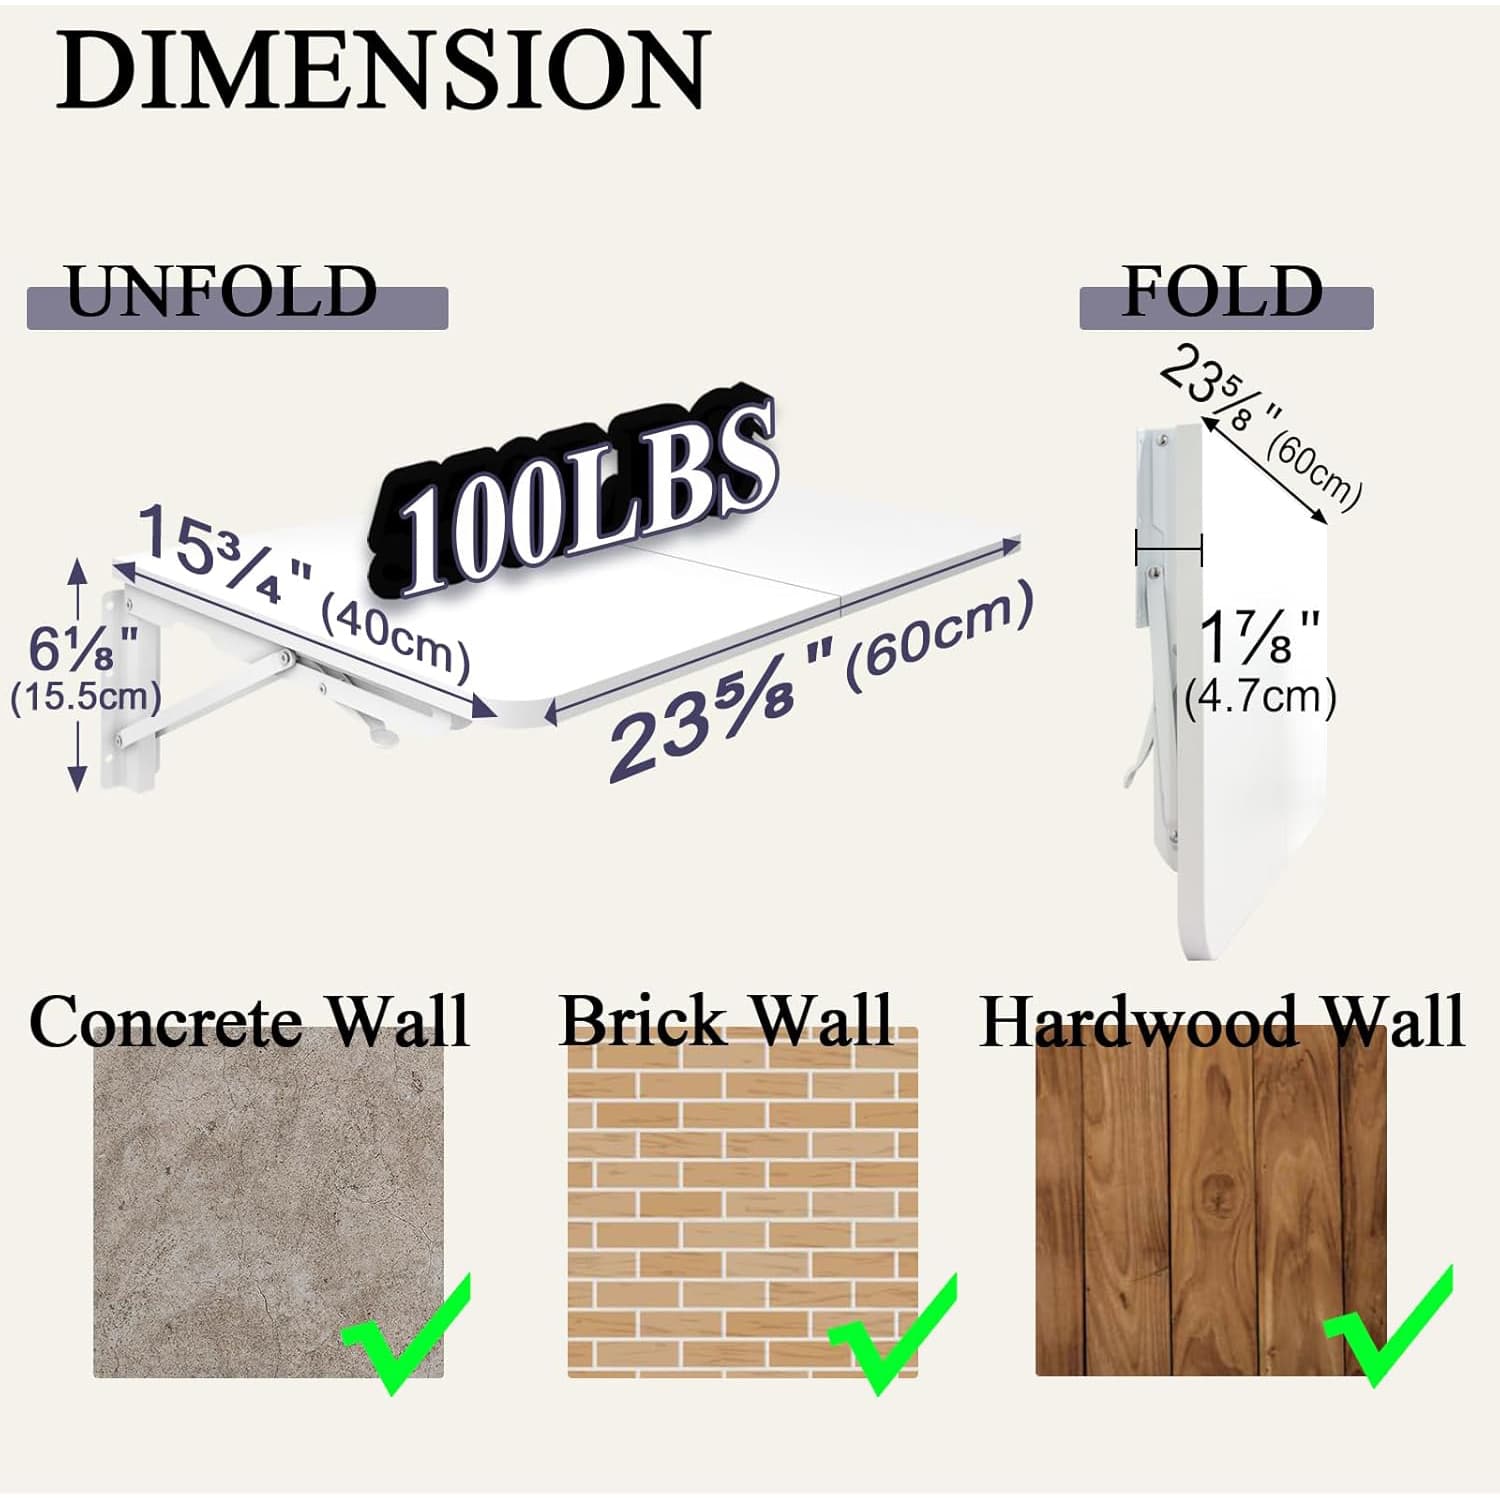 DIMENSION
UNFOLD
FOLD
100LBS
15¾" (40cm)
6⅛"
(15.5cm)
23⅝" (60cm)
23⅝" (60cm)
1⅞"
(4.7cm)
Concrete Wall
Brick Wall
Hardwood Wall